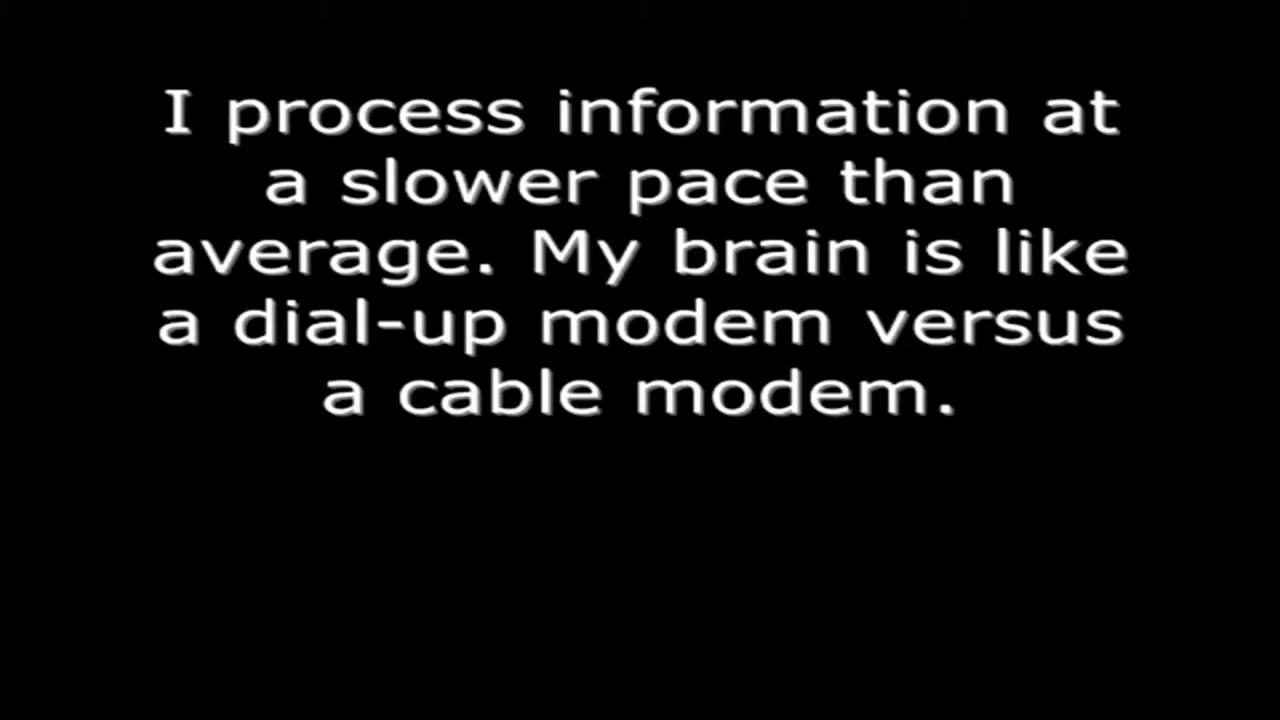 I process information at
a slower pace than
average. My brain is like
a dial-up modem versus
a cable modem.